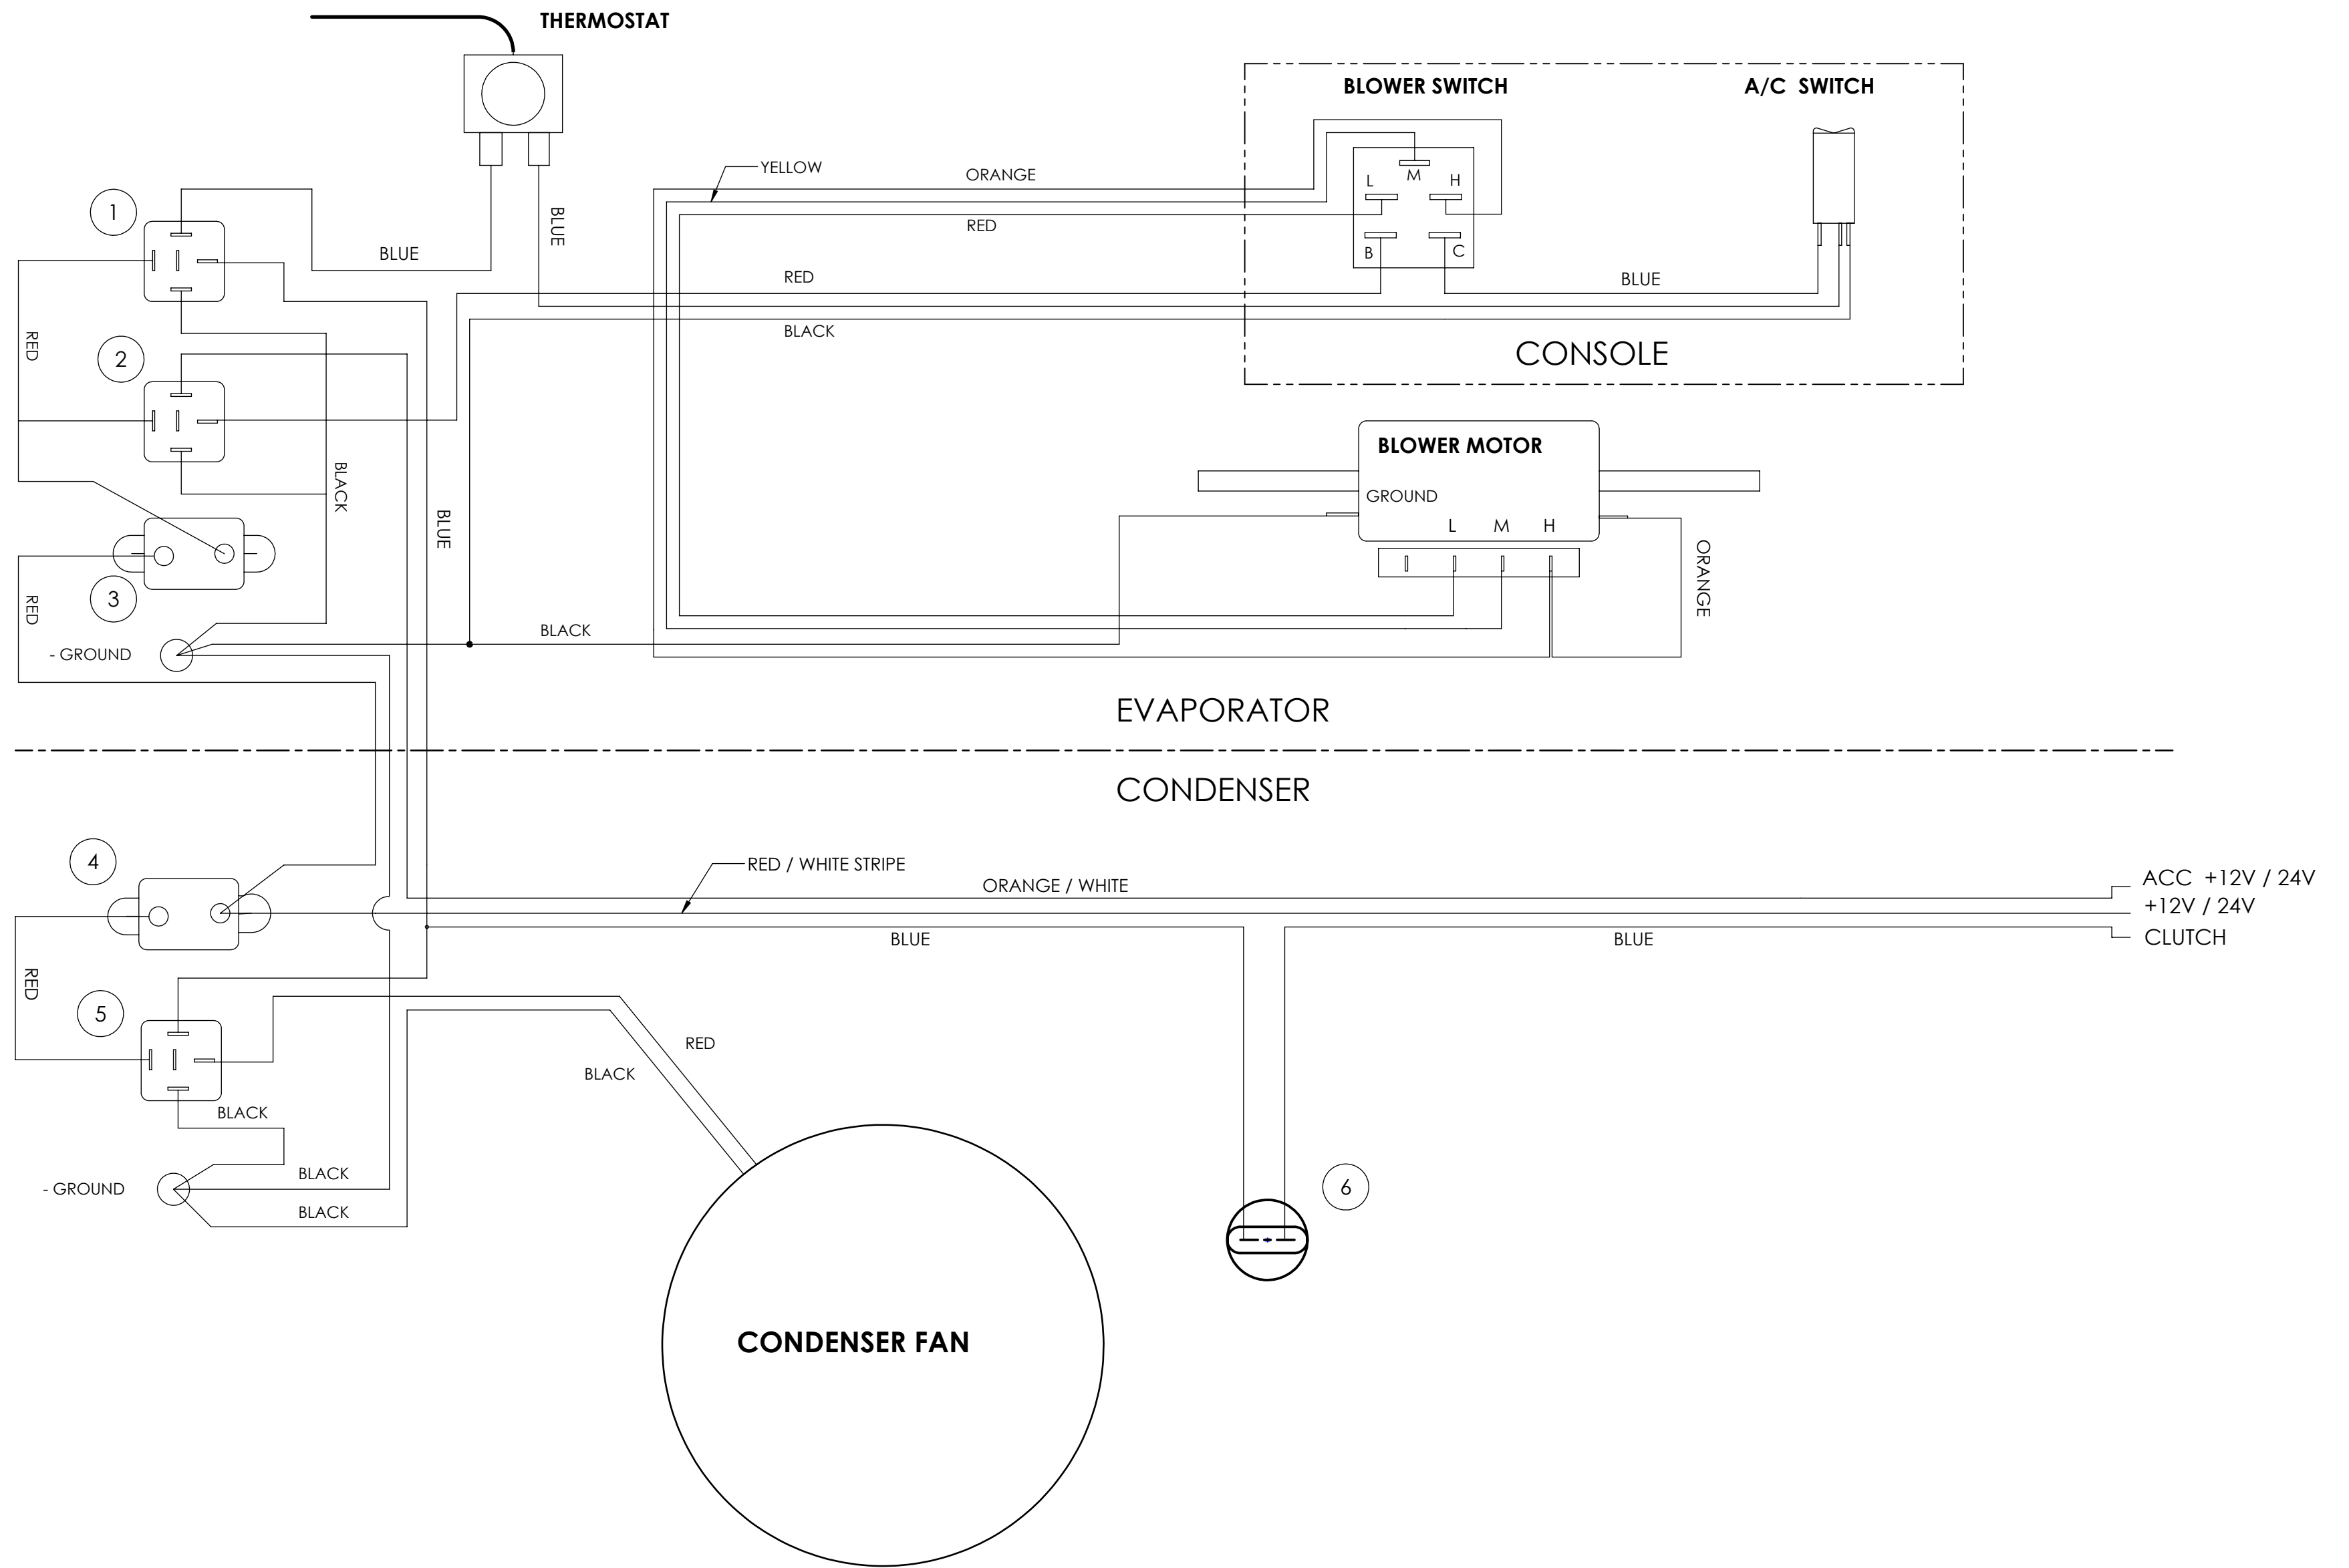 THERMOSTAT
BLOWER SWITCH
A/C SWITCH
YELLOW
ORANGE
L
M
H
1
BLUE
RED
BLUE
B
C
RED
BLUE
BLACK
RED
2
CONSOLE
BLACK
BLUE
BLOWER MOTOR
GROUND
L M H
ORANGE
3
RED
BLACK
- GROUND
EVAPORATOR
CONDENSER
4
RED / WHITE STRIPE
ORANGE / WHITE
ACC +12V / 24V
+12V / 24V
BLUE
BLUE
CLUTCH
RED
5
RED
BLACK
BLACK
BLACK
- GROUND
BLACK
6
CONDENSER FAN